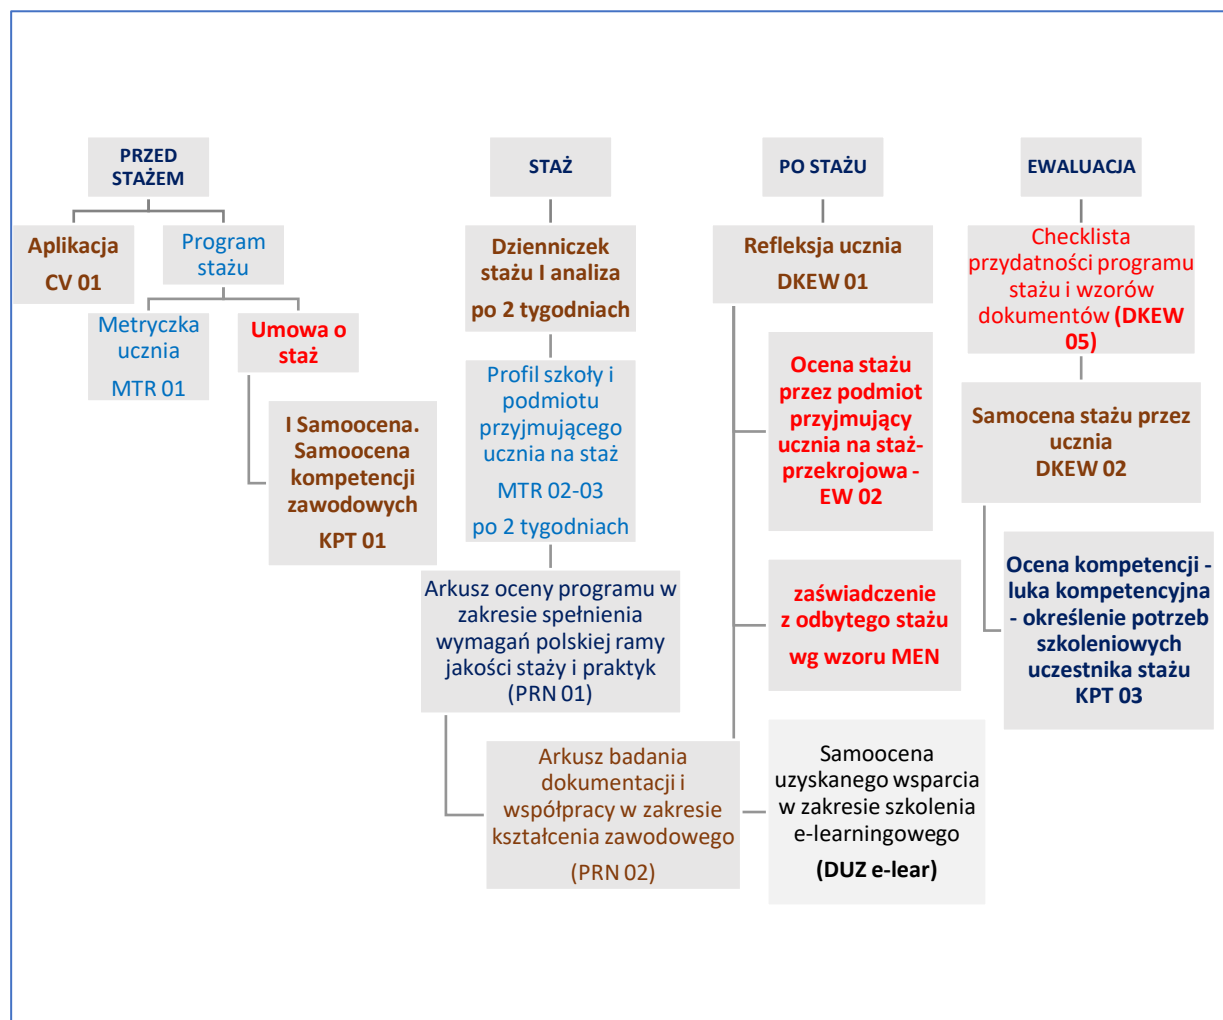 PRZED
STAŻEM
Aplikacja
CV 01
Program
stażu
Metryczka
ucznia
MTR 01
Umowa o
staż
I Samoocena.
Samoocena
kompetencji
zawodowych
KPT 01
STAŻ
Dzienniczek
stażu I analiza
po 2 tygodniach
Profil szkoły i
podmiotu
przyjmującego
ucznia na staż
MTR 02-03
po 2 tygodniach
Arkusz oceny programu w
zakresie spełnienia
wymagań polskiej ramy
jakości staży i praktyk
(PRN 01)
Arkusz badania
dokumentacji i
współpracy w zakresie
kształcenia zawodowego
(PRN 02)
PO STAŻU
Refleksja ucznia
DKEW 01
Ocena stażu
przez podmiot
przyjmujący
ucznia na staż-
przekrojowa -
EW 02
zaświadczenie
z odbytego stażu
wg wzoru MEN
Samoocena
uzyskanego wsparcia
w zakresie szkolenia
e-learningowego
(DUZ e-lear)
EWALUACJA
Checklista
przydatności programu
stażu i wzorów
dokumentów (DKEW
05)
Samocena stażu przez
ucznia
DKEW 02
Ocena kompetencji -
luka kompetencyjna
- określenie potrzeb
szkoleniowych
uczestnika stażu
KPT 03